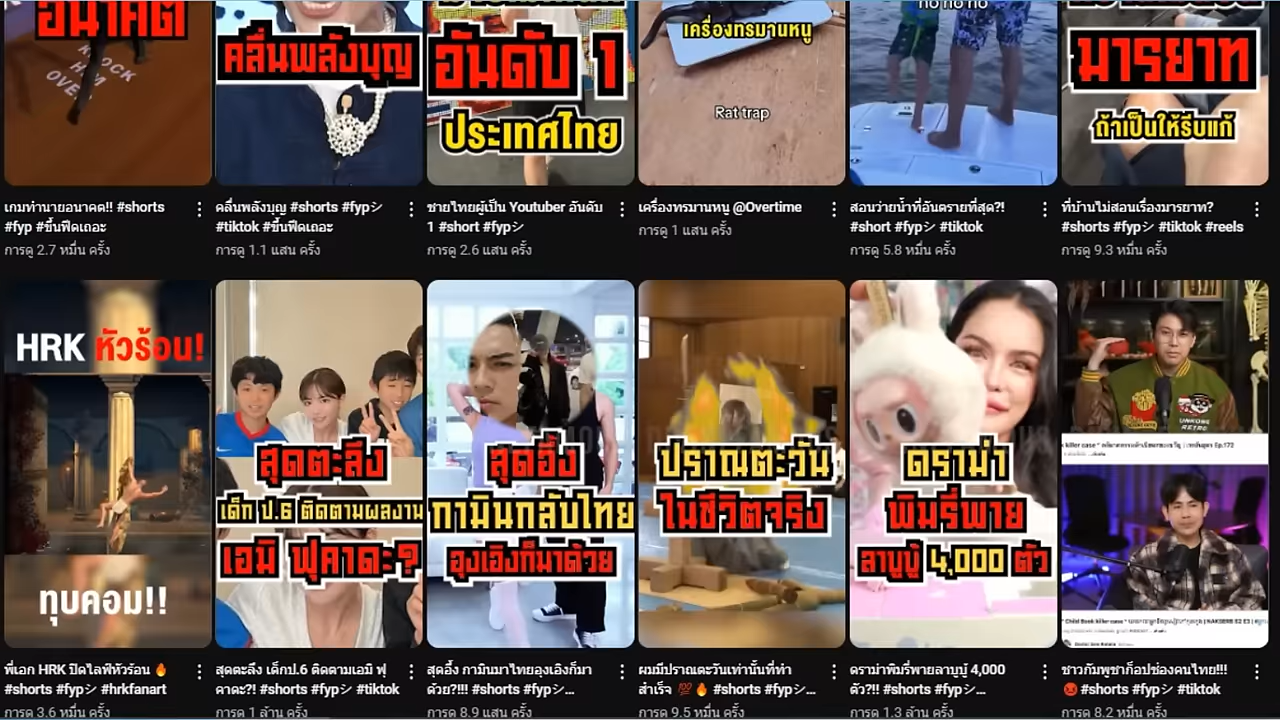 อนาคต
KNOCK
HIM
OVER
คลื่นพลังบุญ
อันดับ 1
ประเทศไทย
เครื่องทรมานหนู
Rat trap
no no no
มารยาท
ถ้าเป็นให้รีบแก้
เกมทำนายอนาคต!! #shorts
#fyp #ขึ้นฟีดเถอะ
การดู 2.7 หมื่น ครั้ง
คลื่นพลังบุญ #shorts #fypシ
#tiktok #ขึ้นฟีดเถอะ
การดู 1.1 แสน ครั้ง
ชายไทยผู้เป็น Youtuber อันดับ
1 #short #fypシ
การดู 2.6 แสน ครั้ง
เครื่องทรมานหนู @Overtime
การดู 1 แสน ครั้ง
สอนว่ายน้ำที่อันตรายที่สุด?!
#short #fypシ #tiktok
การดู 5.8 หมื่น ครั้ง
ที่บ้านไม่สอนเรื่องมารยาท?
#shorts #fypシ #tiktok #reels
การดู 9.3 หมื่น ครั้ง
HRK หัวร้อน!
ทุบคอม!!
สุดตะลึง
เด็ก ป.6 ติดตามผลงาน
เอมิ ฟุคาดะ?
สุดอึ้ง
กามินกลับไทย
อุงเอิงก็มาด้วย
ปราณตะวัน
ในชีวิตจริง
ดราม่า
พิมรี่พาย
ลาบูบู้ 4,000 ตัว
UNKOBE
RETRO
พี่เอก HRK ปิดไลฟ์หัวร้อน 🔥
#shorts #fypシ #hrkfanart
การดู 3.6 หมื่น ครั้ง
สุดตะลึง เด็กป.6 ติดตามเอมิ ฟุ
คาดะ?! #shorts #fypシ #tiktok
การดู 1 ล้าน ครั้ง
สุดอึ้ง กามินมาไทยอุงเอิงก็มา
ด้วย?!!! #shorts #fypシ...
การดู 8.9 แสน ครั้ง
ผมมีปราณตะวันเท่านั้นที่ทำ
สำเร็จ 💯🔥 #shorts #fypシ...
การดู 9.5 หมื่น ครั้ง
ดราม่าพิมรี่พายลาบูบู้ 4,000
ตัว?!! #shorts #fypシ...
การดู 1.3 ล้าน ครั้ง
ชาวกัมพูชาก็อปช่องคนไทย!!!
😡 #shorts #fypシ #tiktok
การดู 8.2 หมื่น ครั้ง